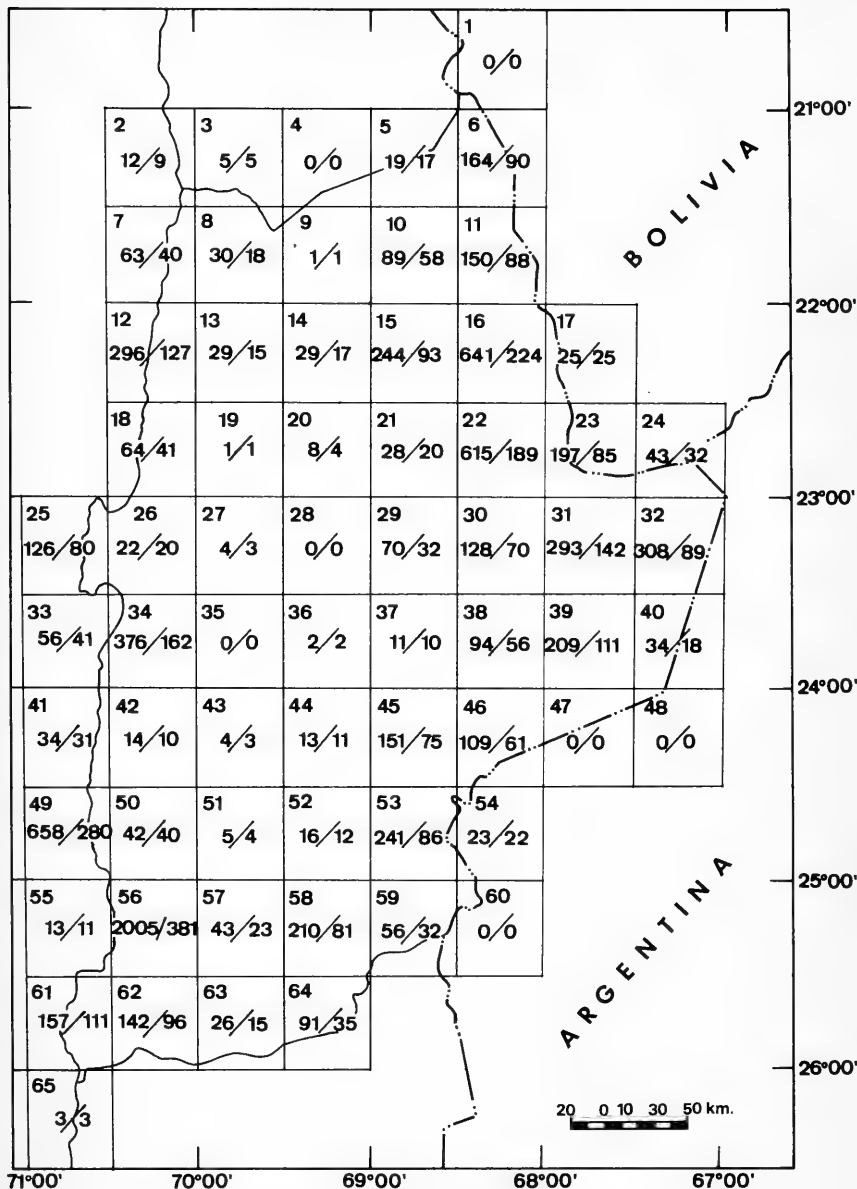 1
0/0
21°00'
2 3 4 5 6
12/9 5/5 0/0 19/17 164/90
BOLIVIA
7 8 9 10 11
63/40 30/18 1/1 89/58 150/88
22°00'
12 13 14 15 16 17
296/127 29/15 29/17 244/93 641/224 25/25
18 19 20 21 22 23 24
64/41 1/1 8/4 28/20 615/189 197/85 43/32
23°00'
25 26 27 28 29 30 31 32
126/80 22/20 4/3 0/0 70/32 128/70 293/142 308/89
33 34 35 36 37 38 39 40
56/41 376/162 0/0 2/2 11/10 94/56 209/111 34/18
24°00'
41 42 43 44 45 46 47 48
34/31 14/10 4/3 13/11 151/75 109/61 0/0 0/0
49 50 51 52 53 54
658/280 42/40 5/4 16/12 241/86 23/22
25°00'
ARGENTINA
55 56 57 58 59 60
13/11 2005/381 43/23 210/81 56/32 0/0
61 62 63 64
157/111 142/96 26/15 91/35
26°00'
65
3/3
20 0 10 30 50 km.
71°00' 70°00' 69°00' 68°00' 67°00'